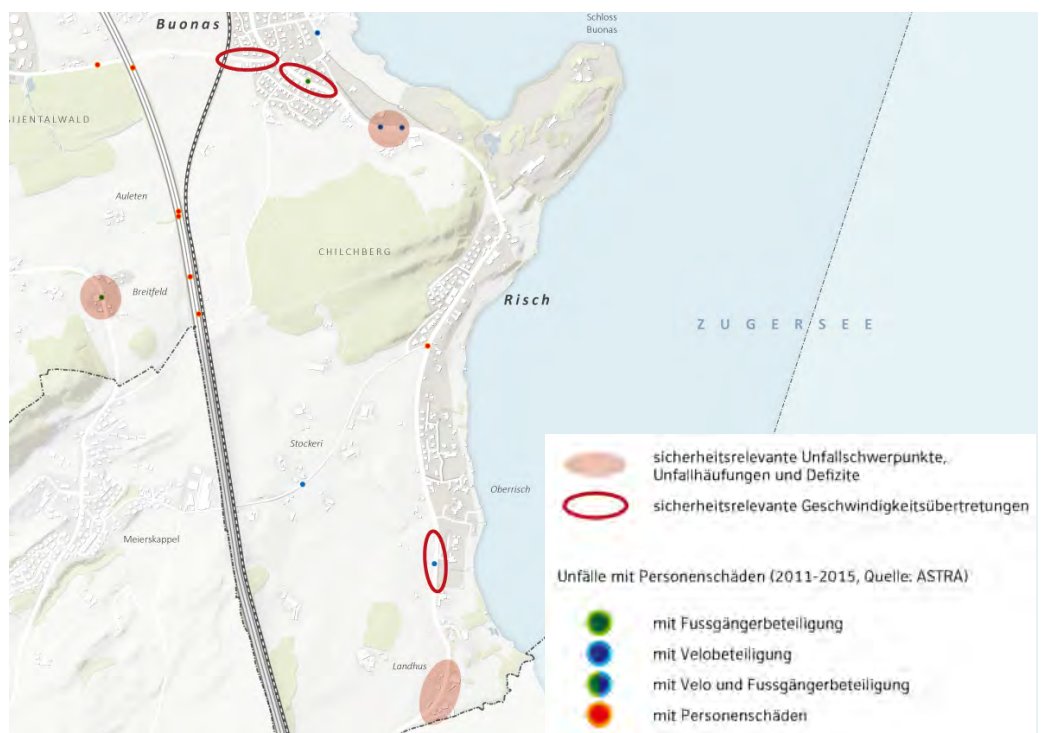 Buonas
Schloss
Buonas
IJENTALWALD
Auleten
CHILCHBERG
Breitfeld
Risch
ZUGERSEE
Stockeri
Oberrisch
Meierskappel
Landhus
sicherheitsrelevante Unfallschwerpunkte,
Unfallhäufungen und Defizite
sicherheitsrelevante Geschwindigkeitsübertretungen
Unfälle mit Personenschäden (2011-2015, Quelle: ASTRA)
mit Fussgängerbeteiligung
mit Velobeteiligung
mit Velo und Fussgängerbeteiligung
mit Personenschäden